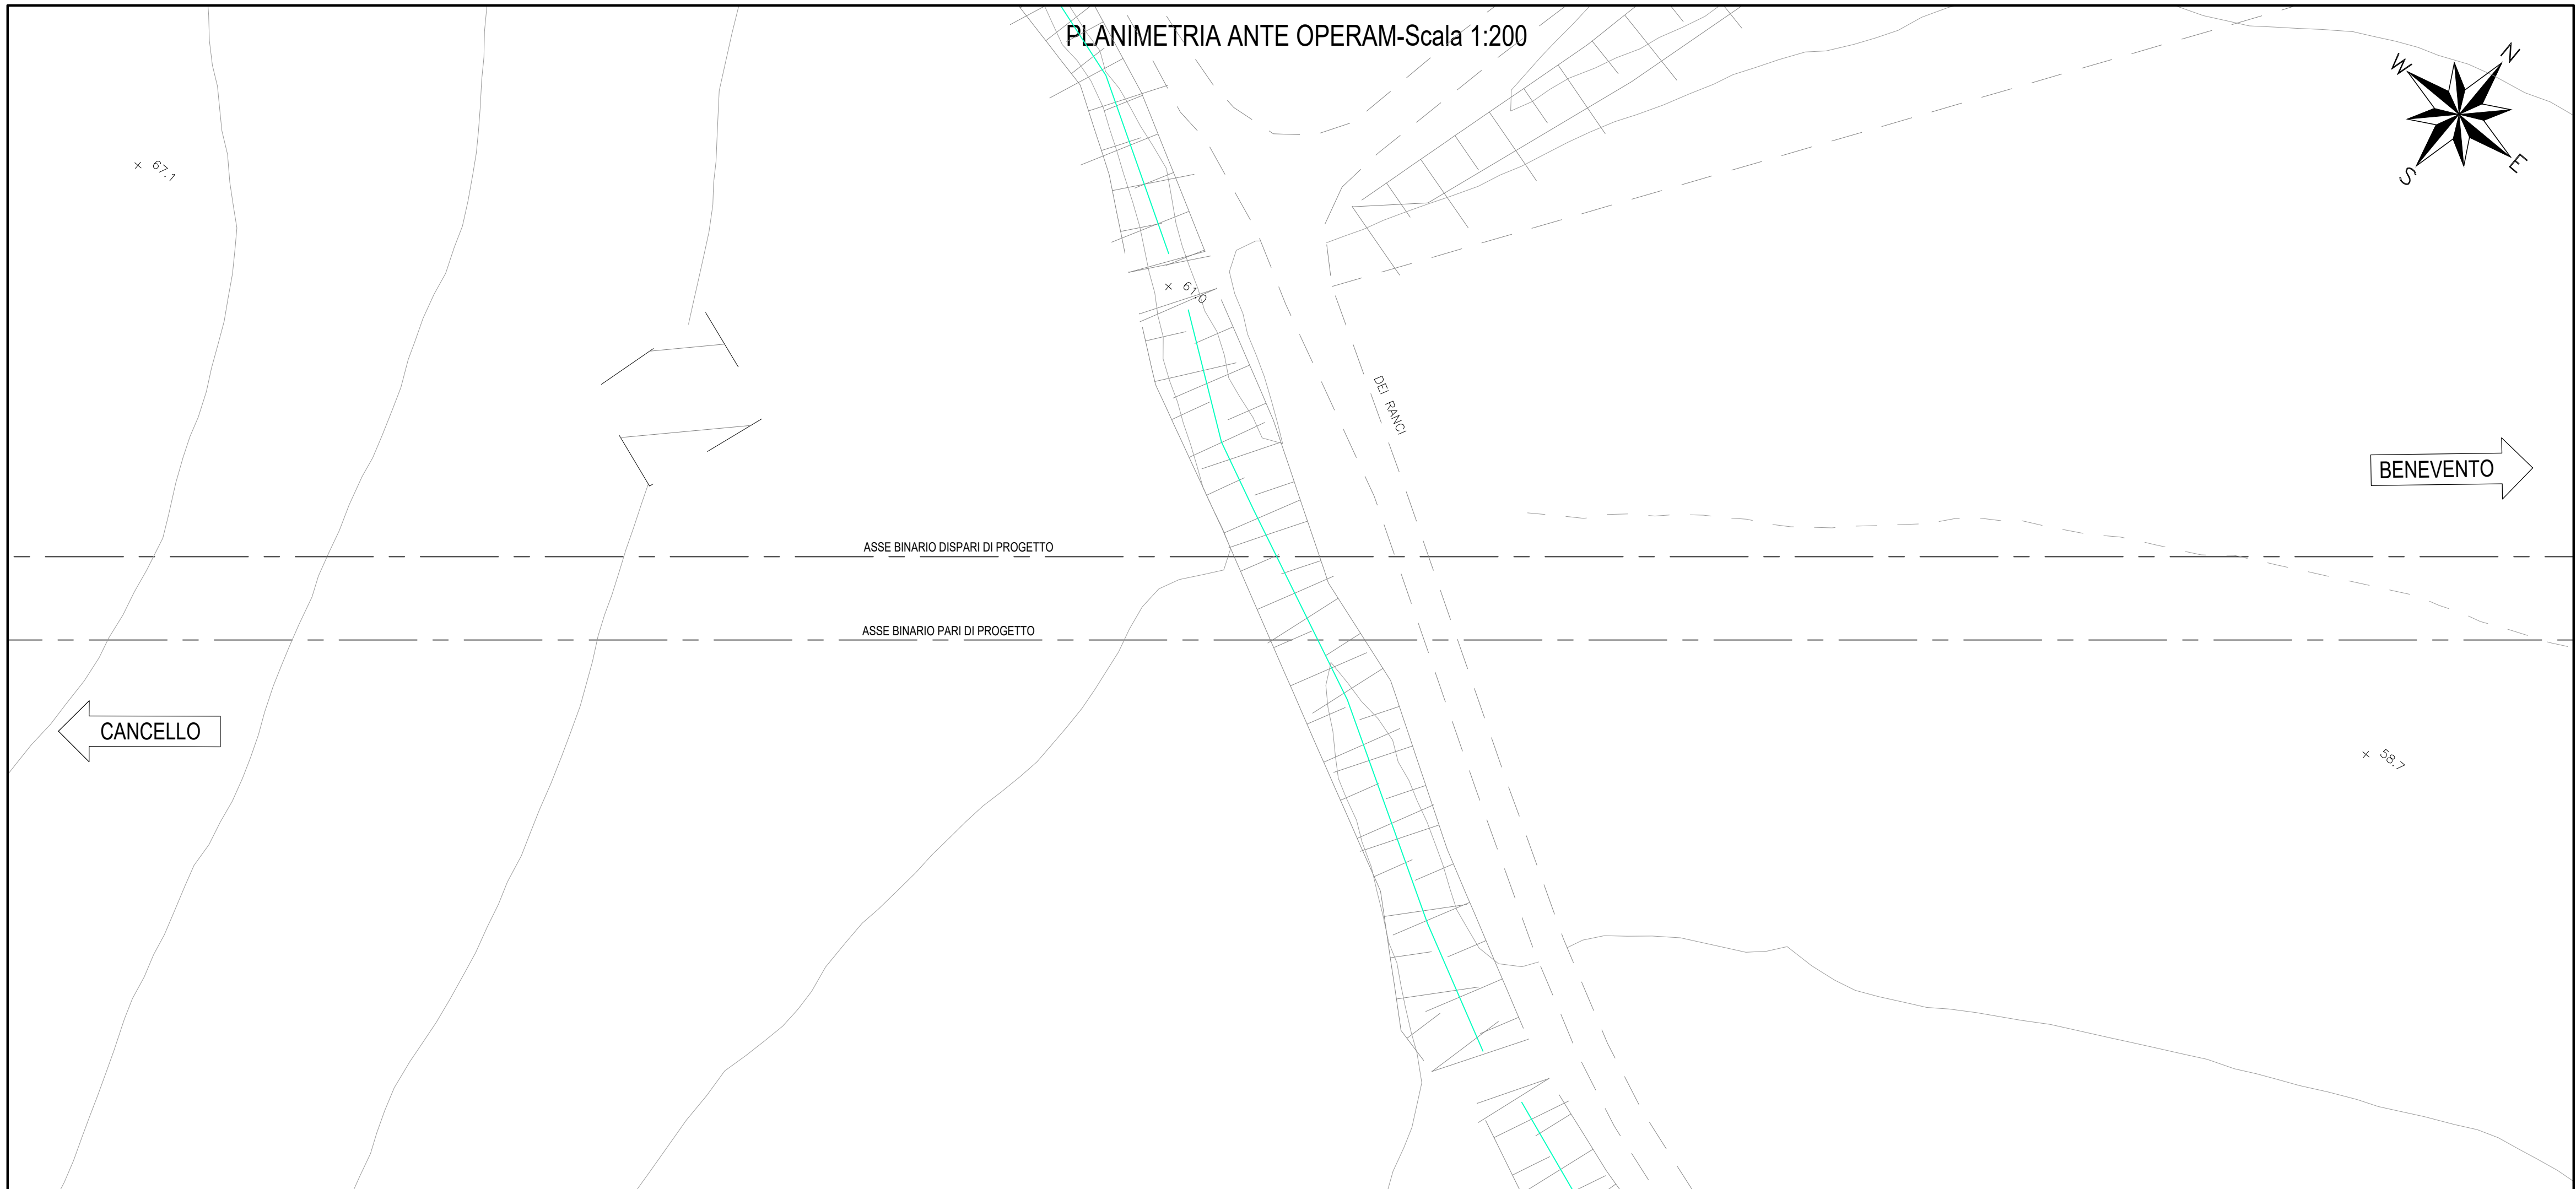 PLANIMETRIA ANTE OPERAM-Scala 1:200
N
W
E
S
× 67.1
× 61.0
DEI RANCI
BENEVENTO
ASSE BINARIO DISPARI DI PROGETTO
ASSE BINARIO PARI DI PROGETTO
CANCELLO
× 58.7